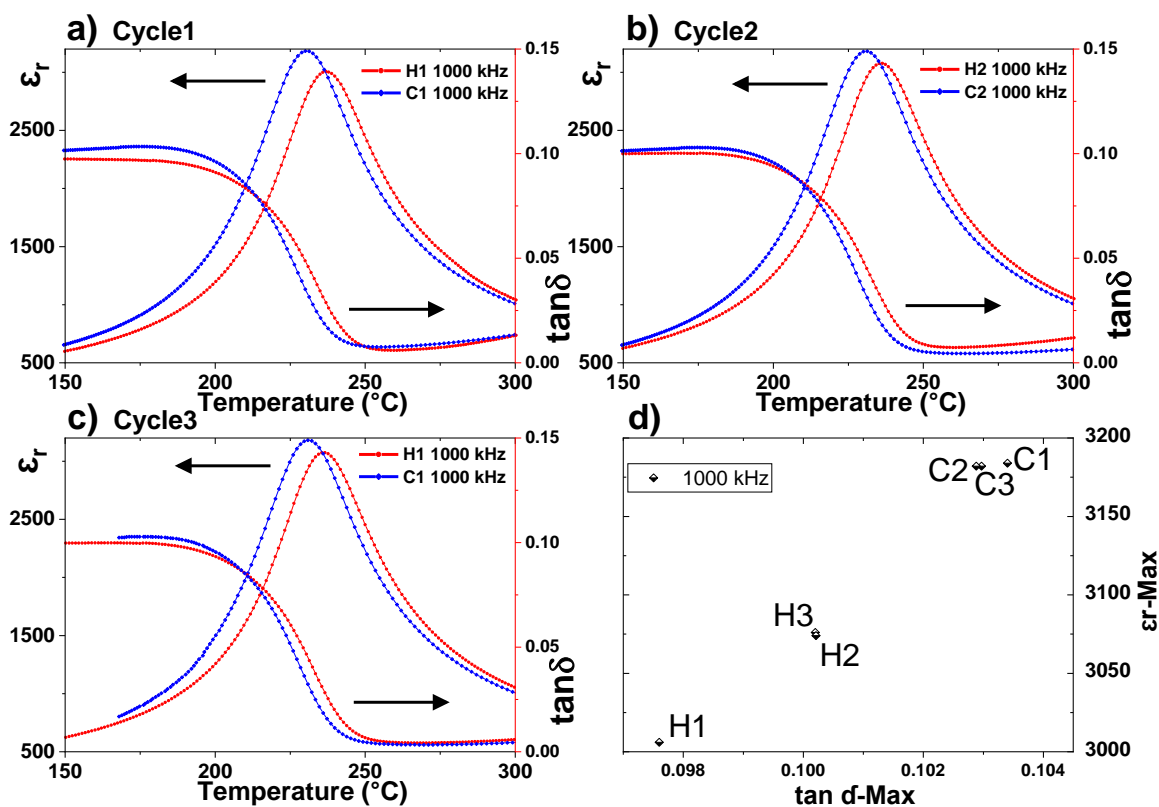 a) Cycle1
εr
H1 1000 kHz
C1 1000 kHz
2500
1500
500
0.15
0.10
0.05
0.00
tanδ
150 200 250 300
Temperature (°C)
b) Cycle2
εr
H2 1000 kHz
C2 1000 kHz
2500
1500
500
0.15
0.10
0.05
0.00
tanδ
150 200 250 300
Temperature (°C)
c) Cycle3
εr
H1 1000 kHz
C1 1000 kHz
2500
1500
500
0.15
0.10
0.05
0.00
tanδ
150 200 250 300
Temperature (°C)
d)
1000 kHz
C2 C3 C1
H3
H2
H1
3200
3150
3100
3050
3000
εr-Max
0.098 0.100 0.102 0.104
tan d-Max